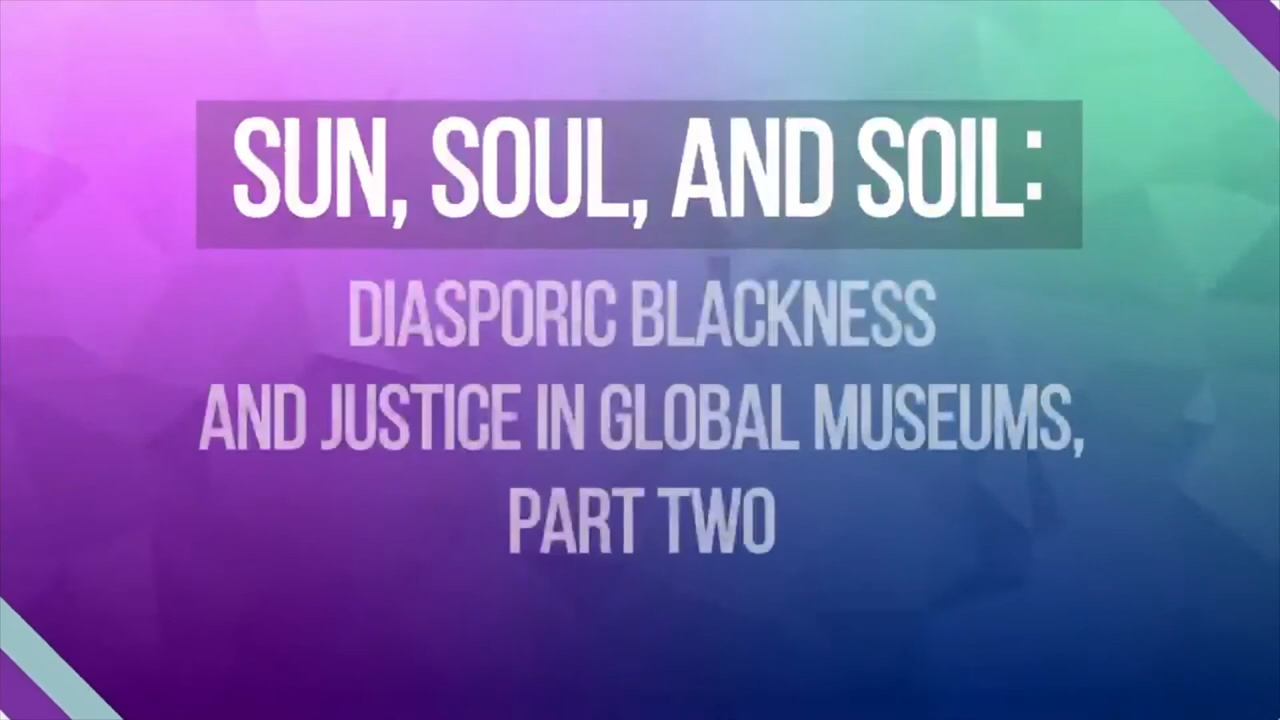 SUN, SOUL, AND SOIL:
DIASPORIC BLACKNESS
AND JUSTICE IN GLOBAL MUSEUMS,
PART TWO